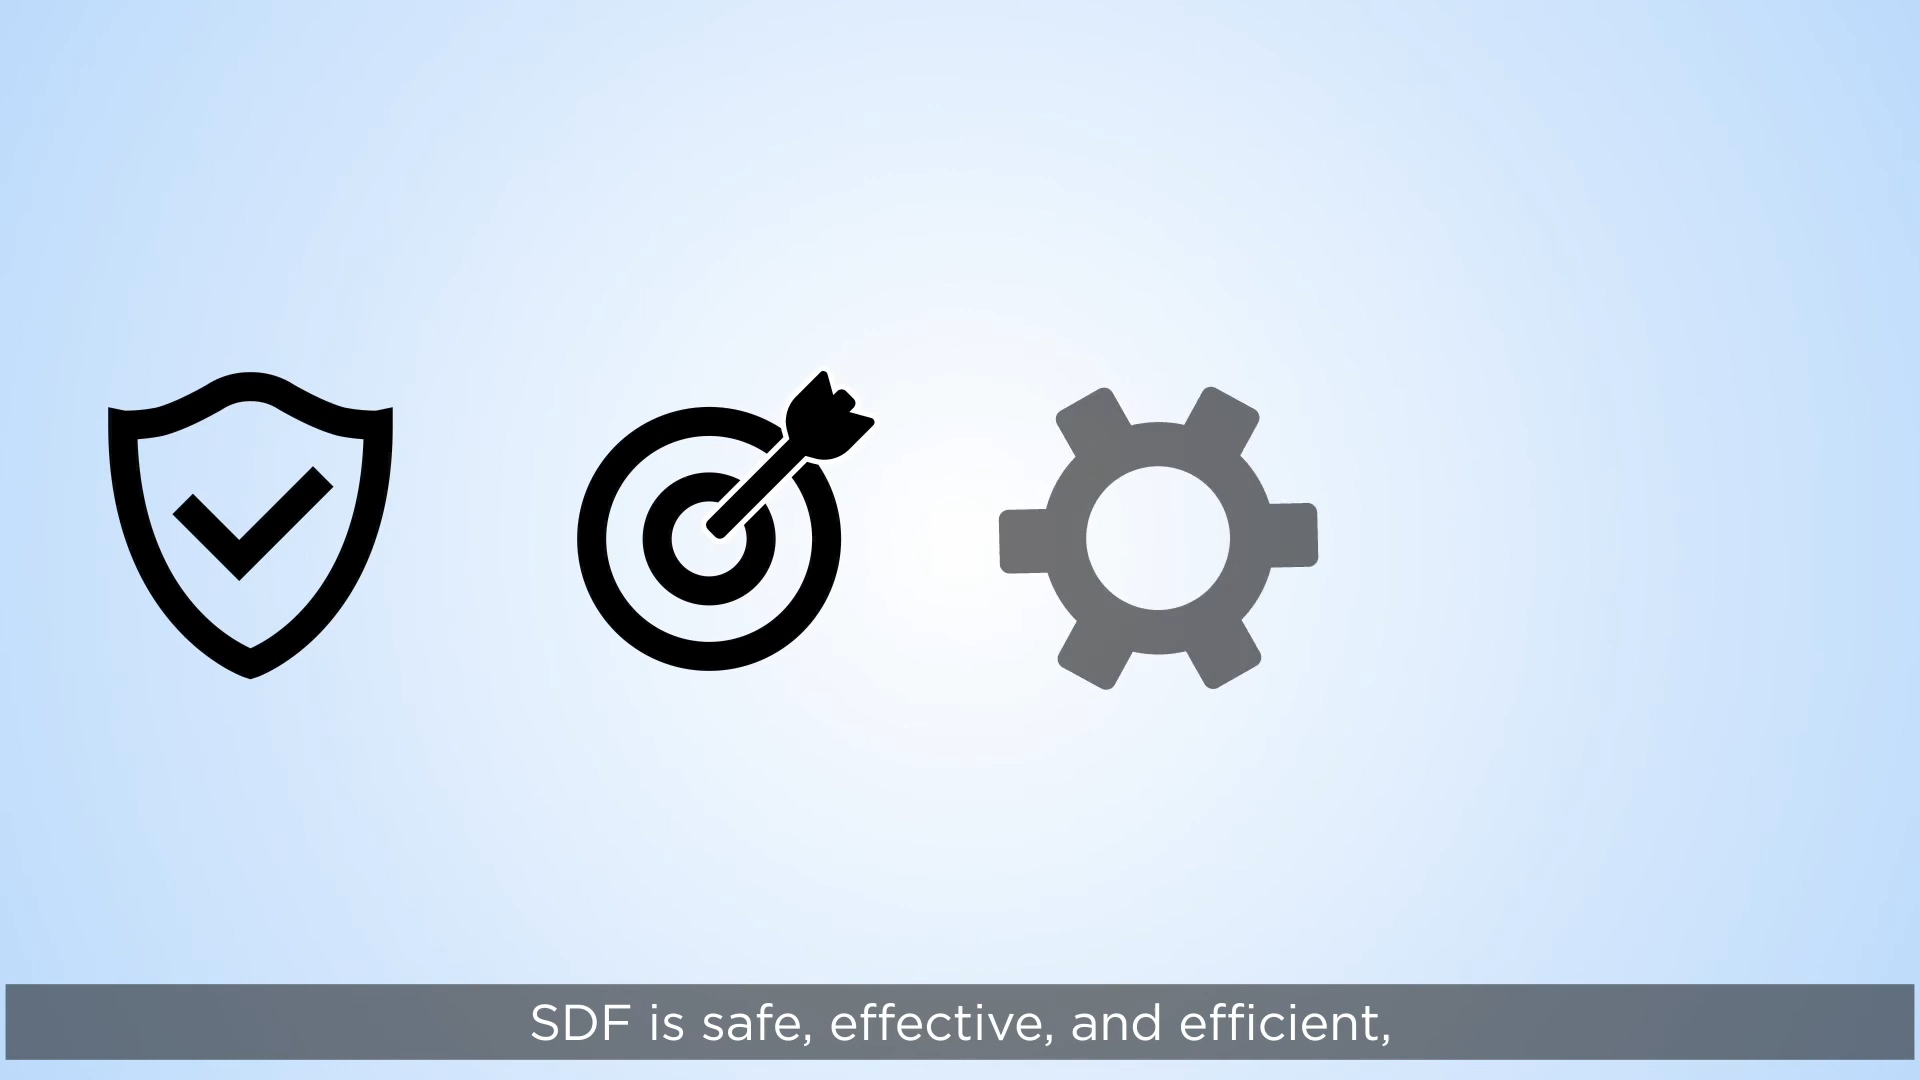 SDF is safe, effective, and efficient,